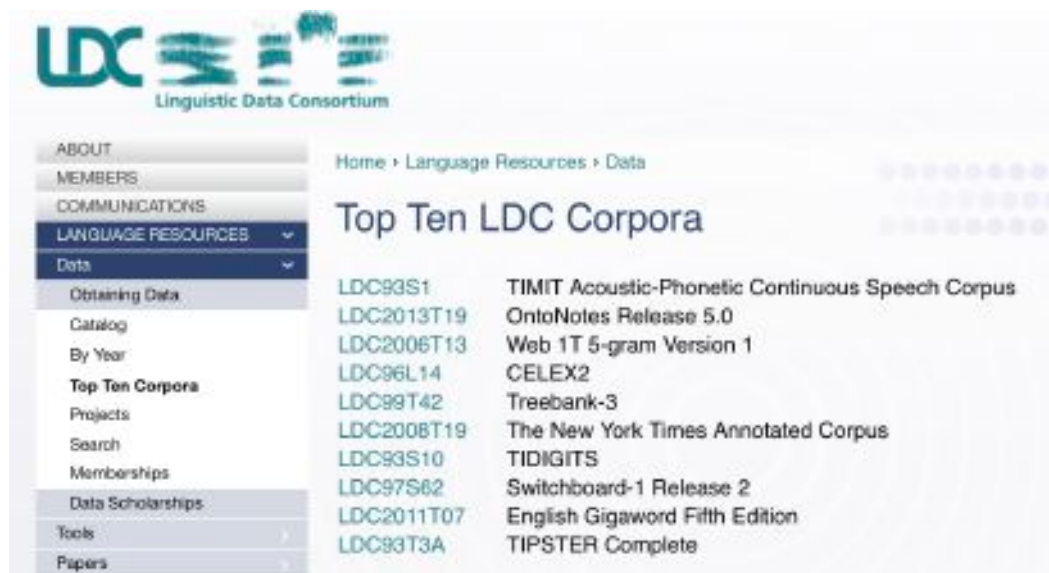 LDC
Linguistic Data Consortium
ABOUT
MEMBERS
COMMUNICATIONS
LANGUAGE RESOURCES
Data
Obtaining Data
Catalog
By Year
Top Ten Corpora
Projects
Search
Memberships
Data Scholarships
Tools
Papers
Home › Language Resources › Data
Top Ten LDC Corpora
LDC93S1 TIMIT Acoustic-Phonetic Continuous Speech Corpus
LDC2013T19 OntoNotes Release 5.0
LDC2006T13 Web 1T 5-gram Version 1
LDC96L14 CELEX2
LDC99T42 Treebank-3
LDC2008T19 The New York Times Annotated Corpus
LDC93S10 TIDIGITS
LDC97S62 Switchboard-1 Release 2
LDC2011T07 English Gigaword Fifth Edition
LDC93T3A TIPSTER Complete